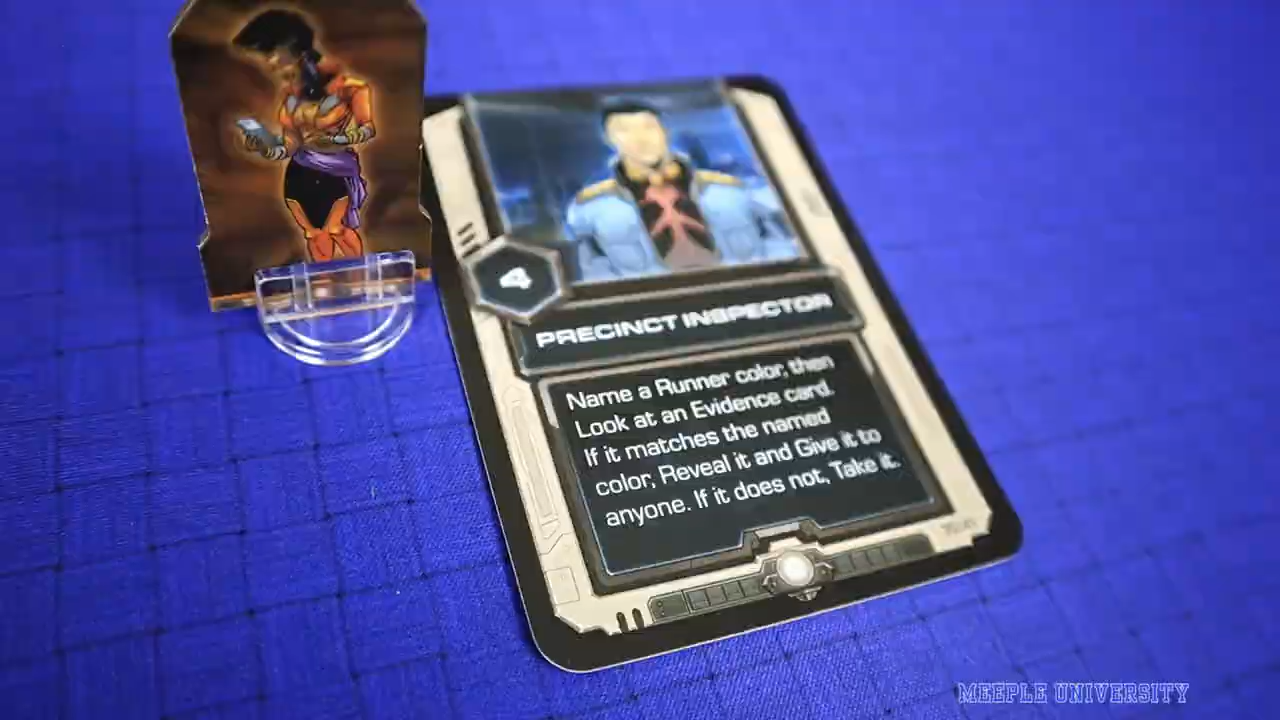 4
PRECINCT INSPECTOR
Name a Runner color, then
Look at an Evidence card.
If it matches the named
color, Reveal it and Give it to
anyone. If it does not, Take it.
MEEPLE UNIVERSITY